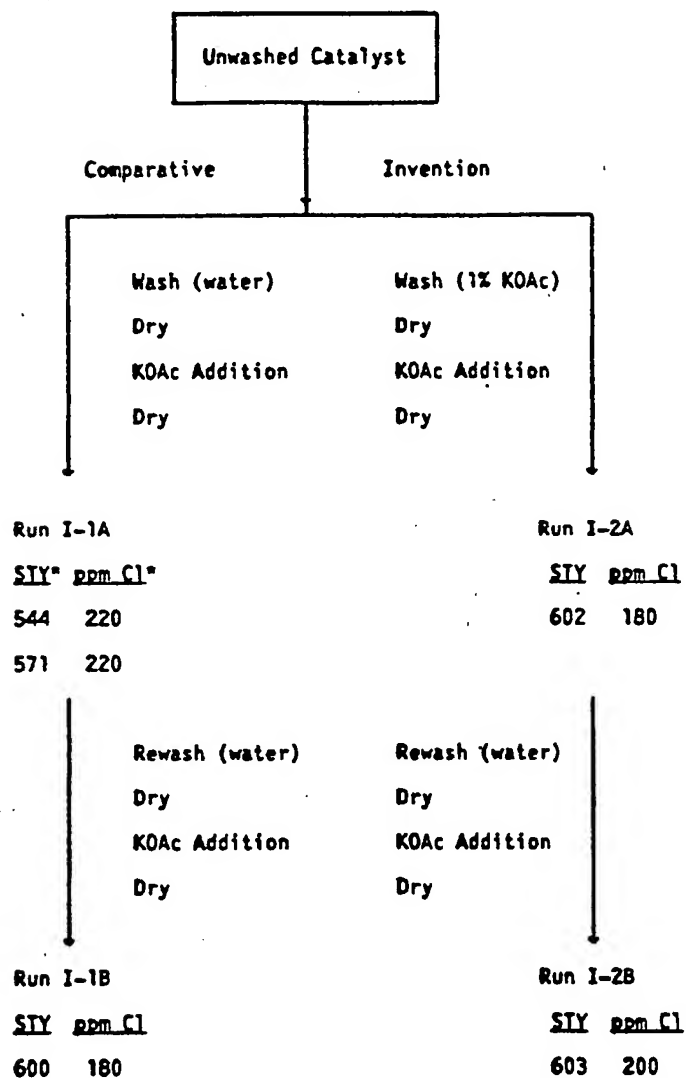 Unwashed Catalyst
Comparative Invention
Wash (water) Wash (1% KOAc)
Dry Dry
KOAc Addition KOAc Addition
Dry Dry
Run I-1A Run I-2A
STY* ppm Cl* STY ppm Cl
544 220 602 180
571 220
Rewash (water) Rewash (water)
Dry Dry
KOAc Addition KOAc Addition
Dry Dry
Run I-1B Run I-2B
STY ppm Cl STY ppm Cl
600 180 603 200